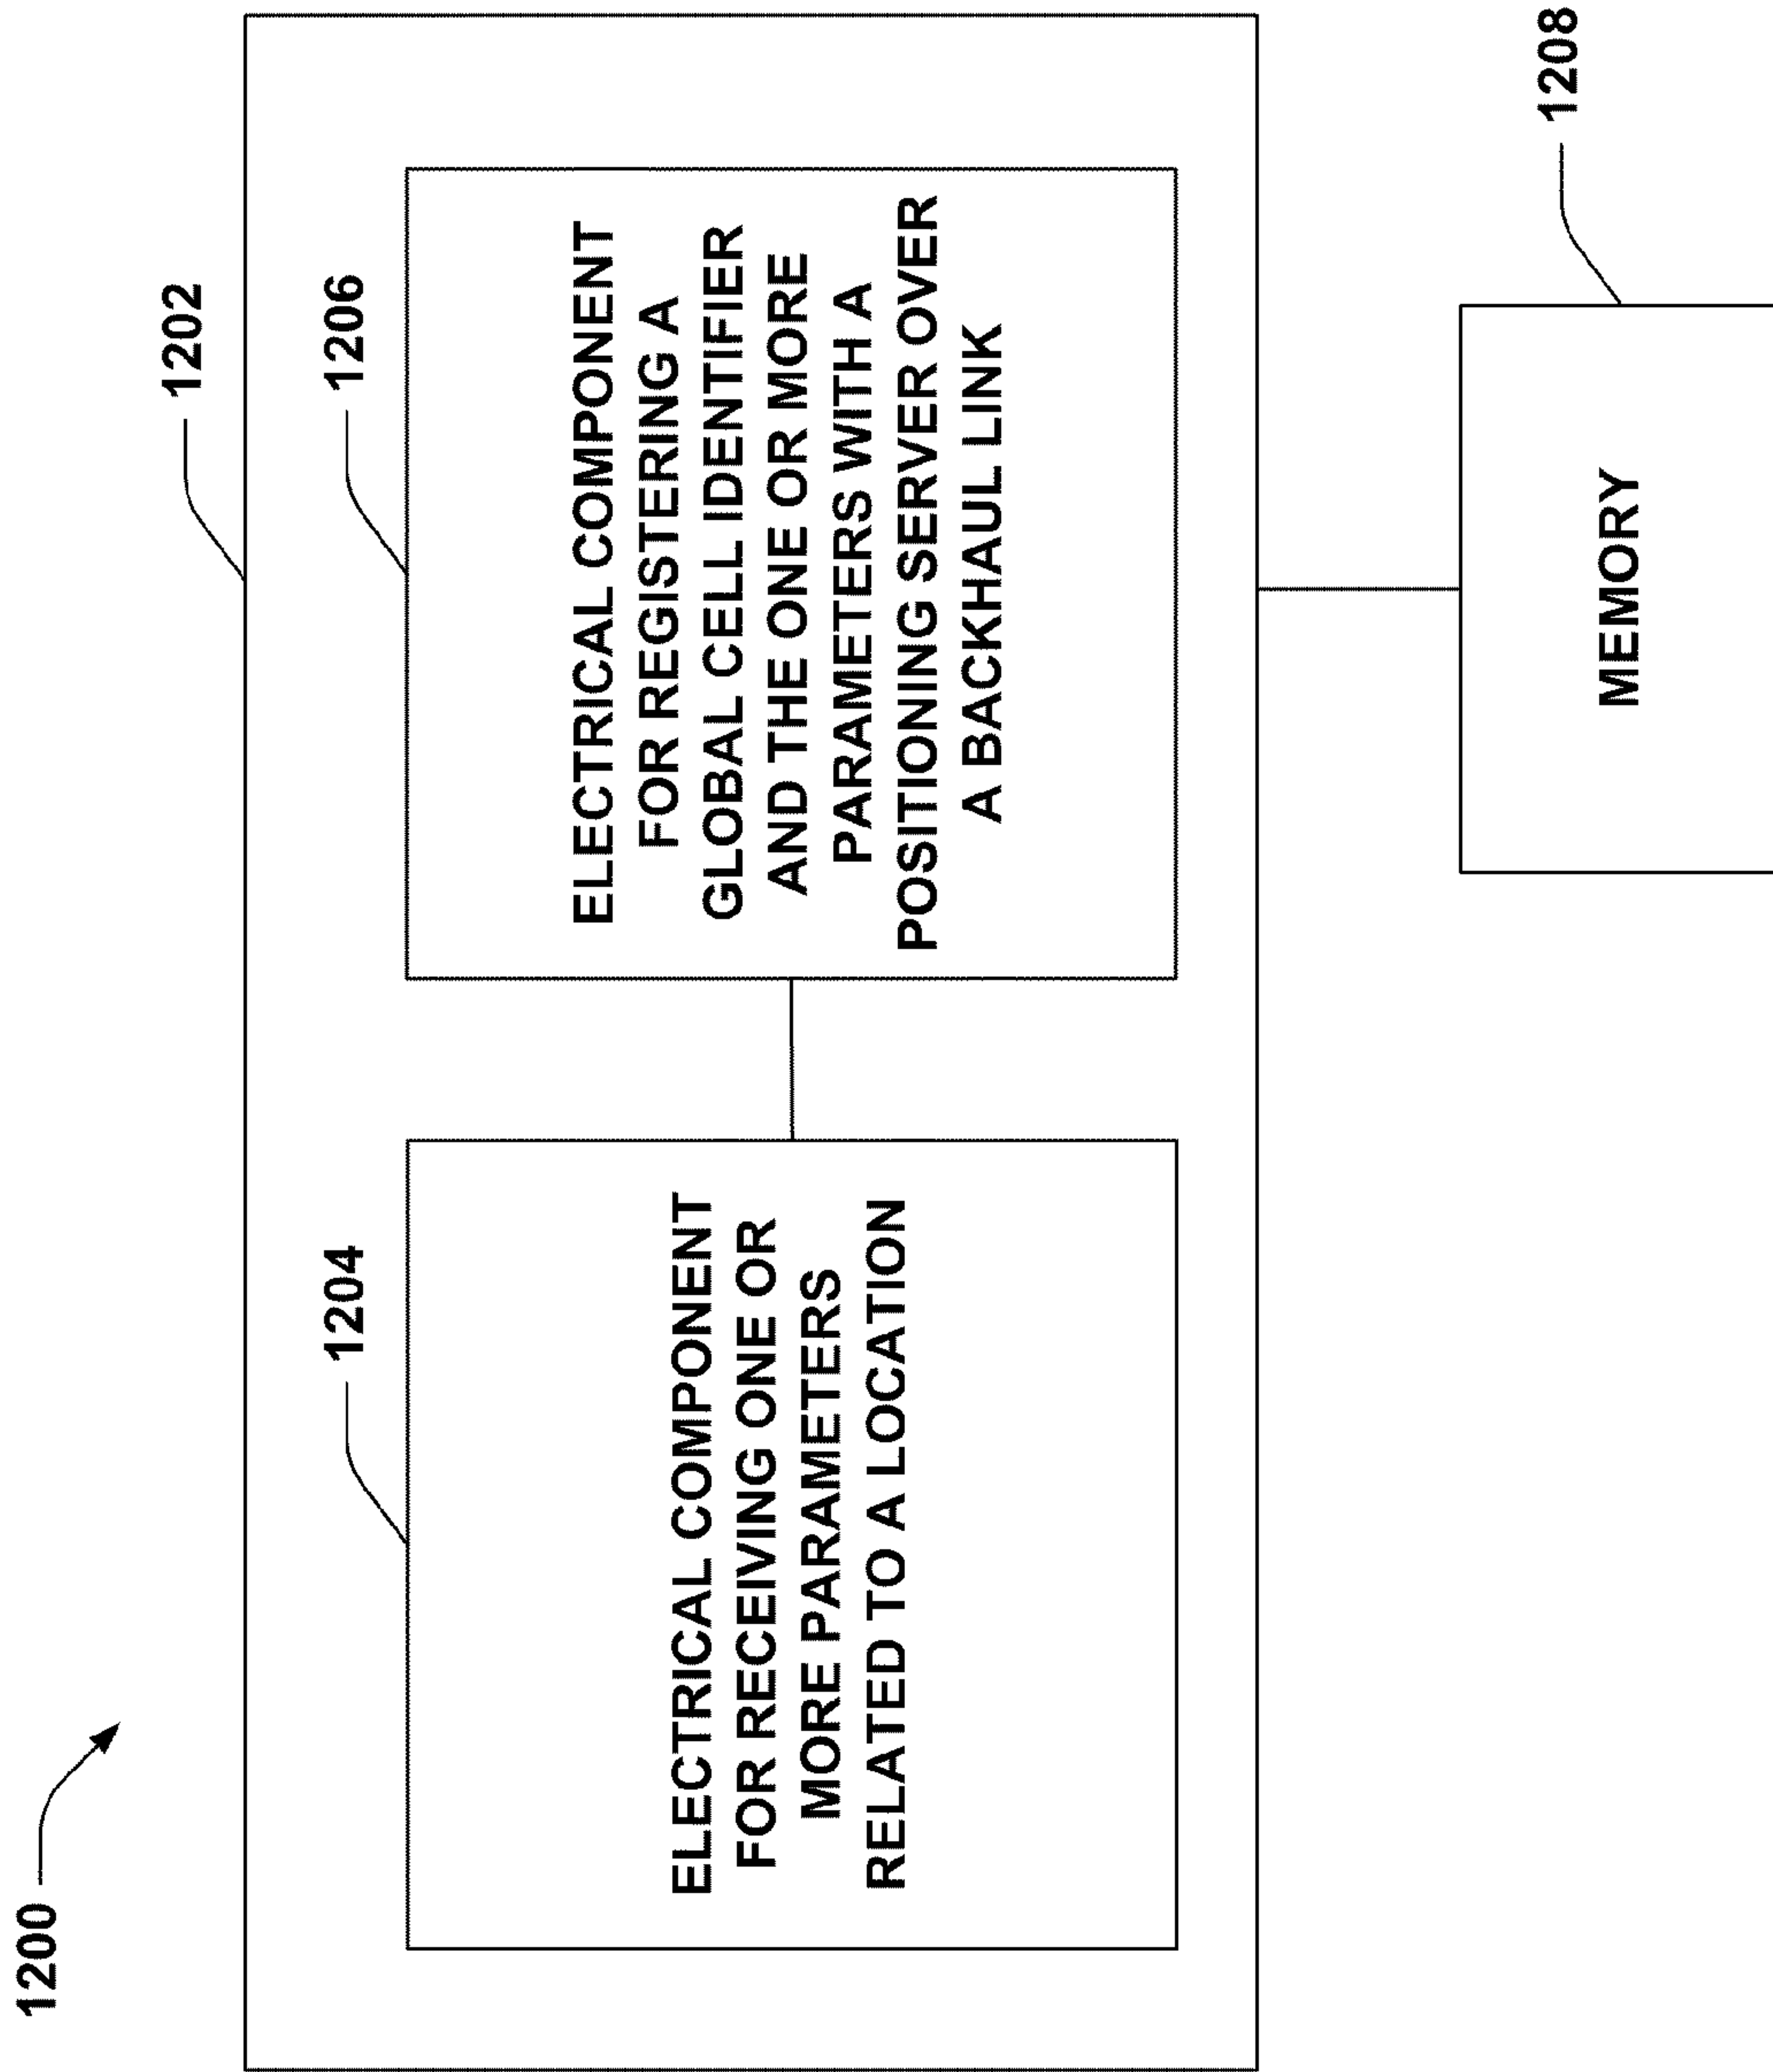 1200
1202
1204
ELECTRICAL COMPONENT
FOR RECEIVING ONE OR
MORE PARAMETERS
RELATED TO A LOCATION
1206
ELECTRICAL COMPONENT
FOR REGISTERING A
GLOBAL CELL IDENTIFIER
AND THE ONE OR MORE
PARAMETERS WITH A
POSITIONING SERVER OVER
A BACKHAUL LINK
1208
MEMORY